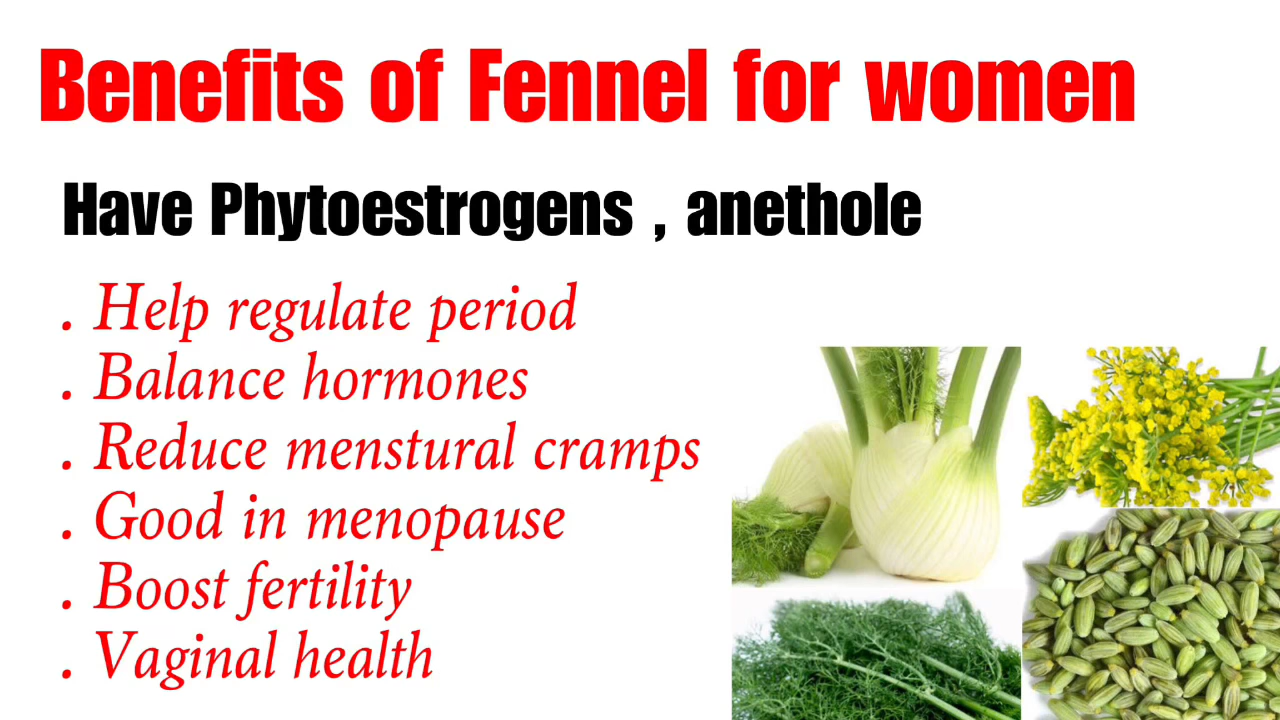 Benefits of Fennel for women
Have Phytoestrogens , anethole
. Help regulate period
. Balance hormones
. Reduce menstural cramps
. Good in menopause
. Boost fertility
. Vaginal health